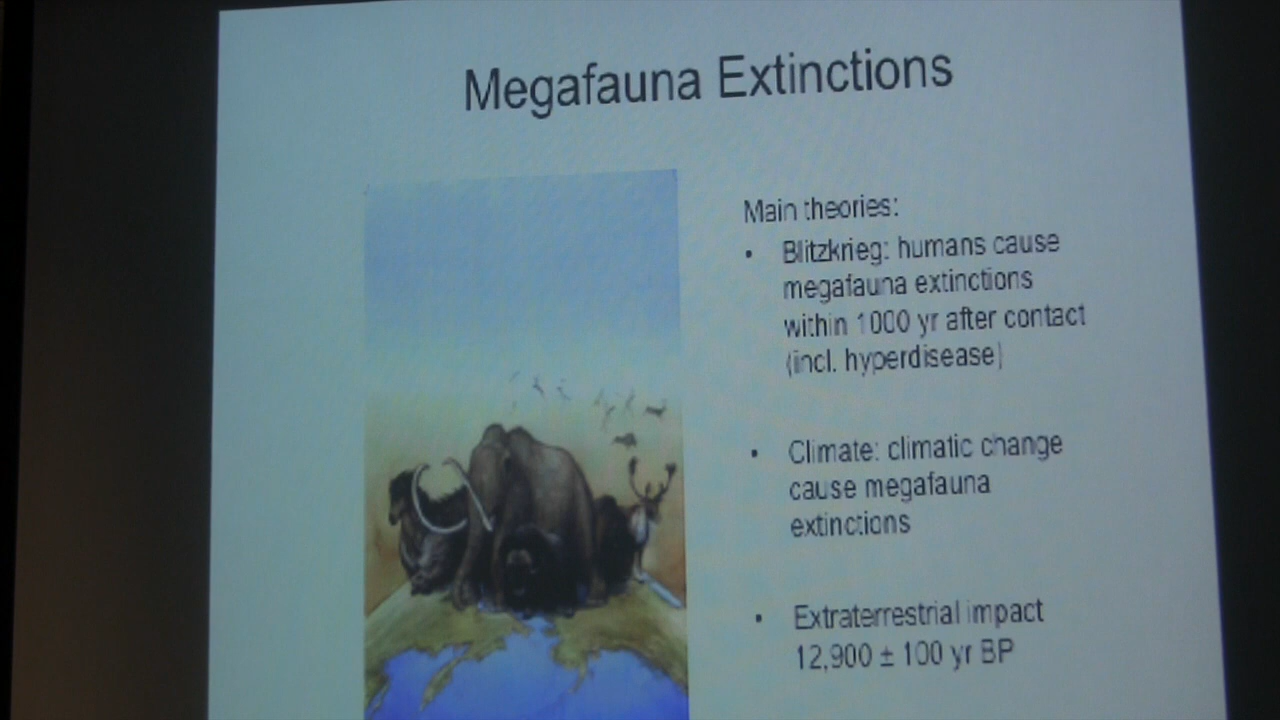 Megafauna Extinctions
Main theories:
• Blitzkrieg: humans cause
megafauna extinctions
within 1000 yr after contact
(incl. hyperdisease)
• Climate: climatic change
cause megafauna
extinctions
• Extraterrestrial impact
12,900 ± 100 yr BP